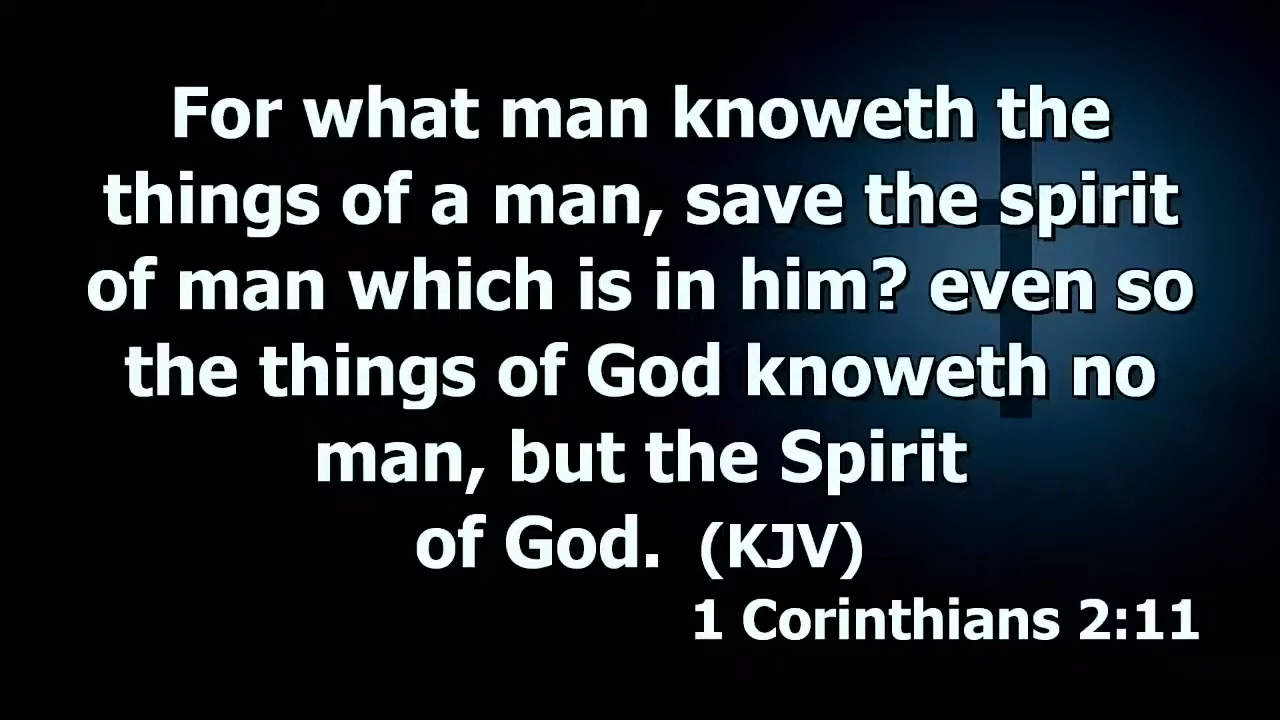 For what man knoweth the
things of a man, save the spirit
of man which is in him? even so
the things of God knoweth no
man, but the Spirit
of God. (KJV)
1 Corinthians 2:11